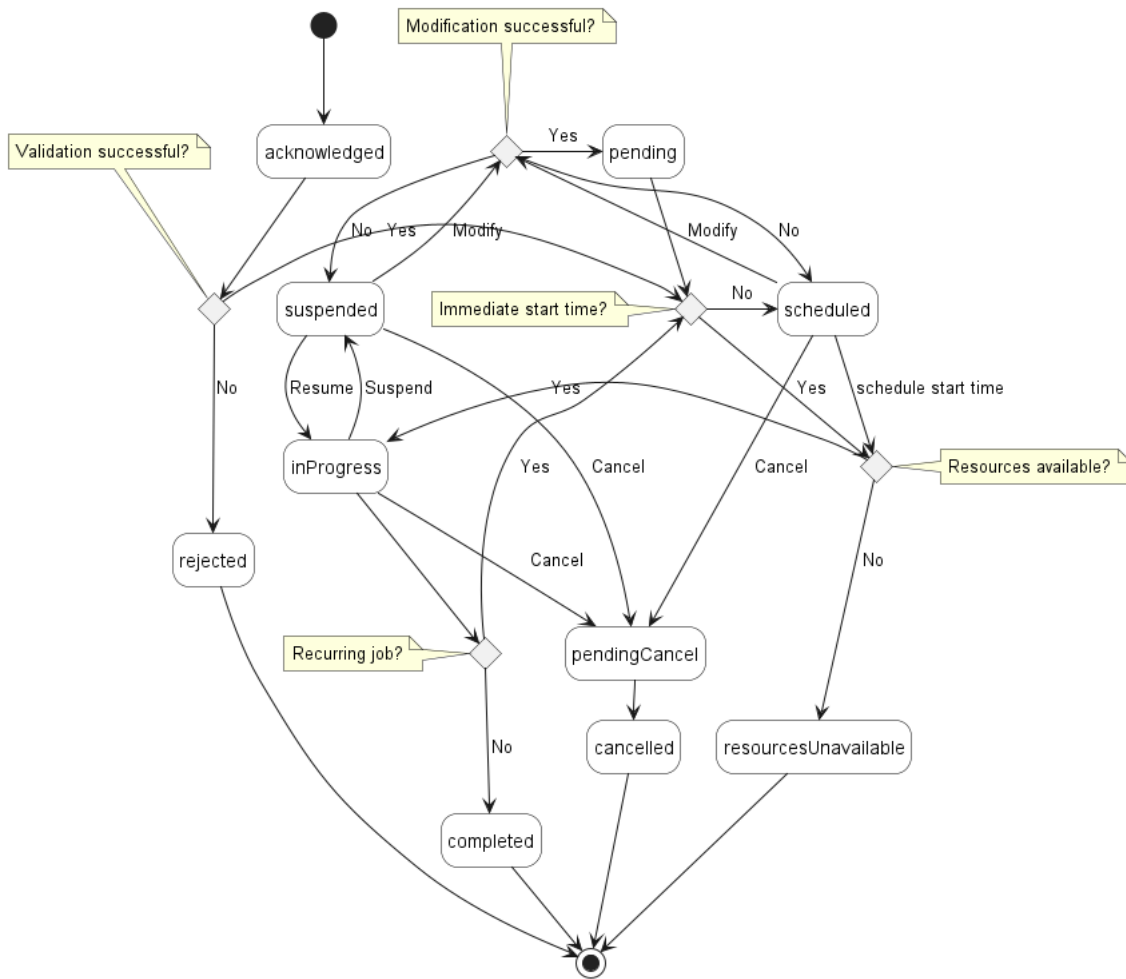 Modification successful?
Validation successful?
acknowledged
Yes
pending
No
Yes
Modify
Modify
No
suspended
Immediate start time?
No
scheduled
Resume
Suspend
Yes
Yes
schedule start time
inProgress
Yes
Cancel
Cancel
Resources available?
No
rejected
Cancel
No
Recurring job?
pendingCancel
No
cancelled
resourcesUnavailable
completed